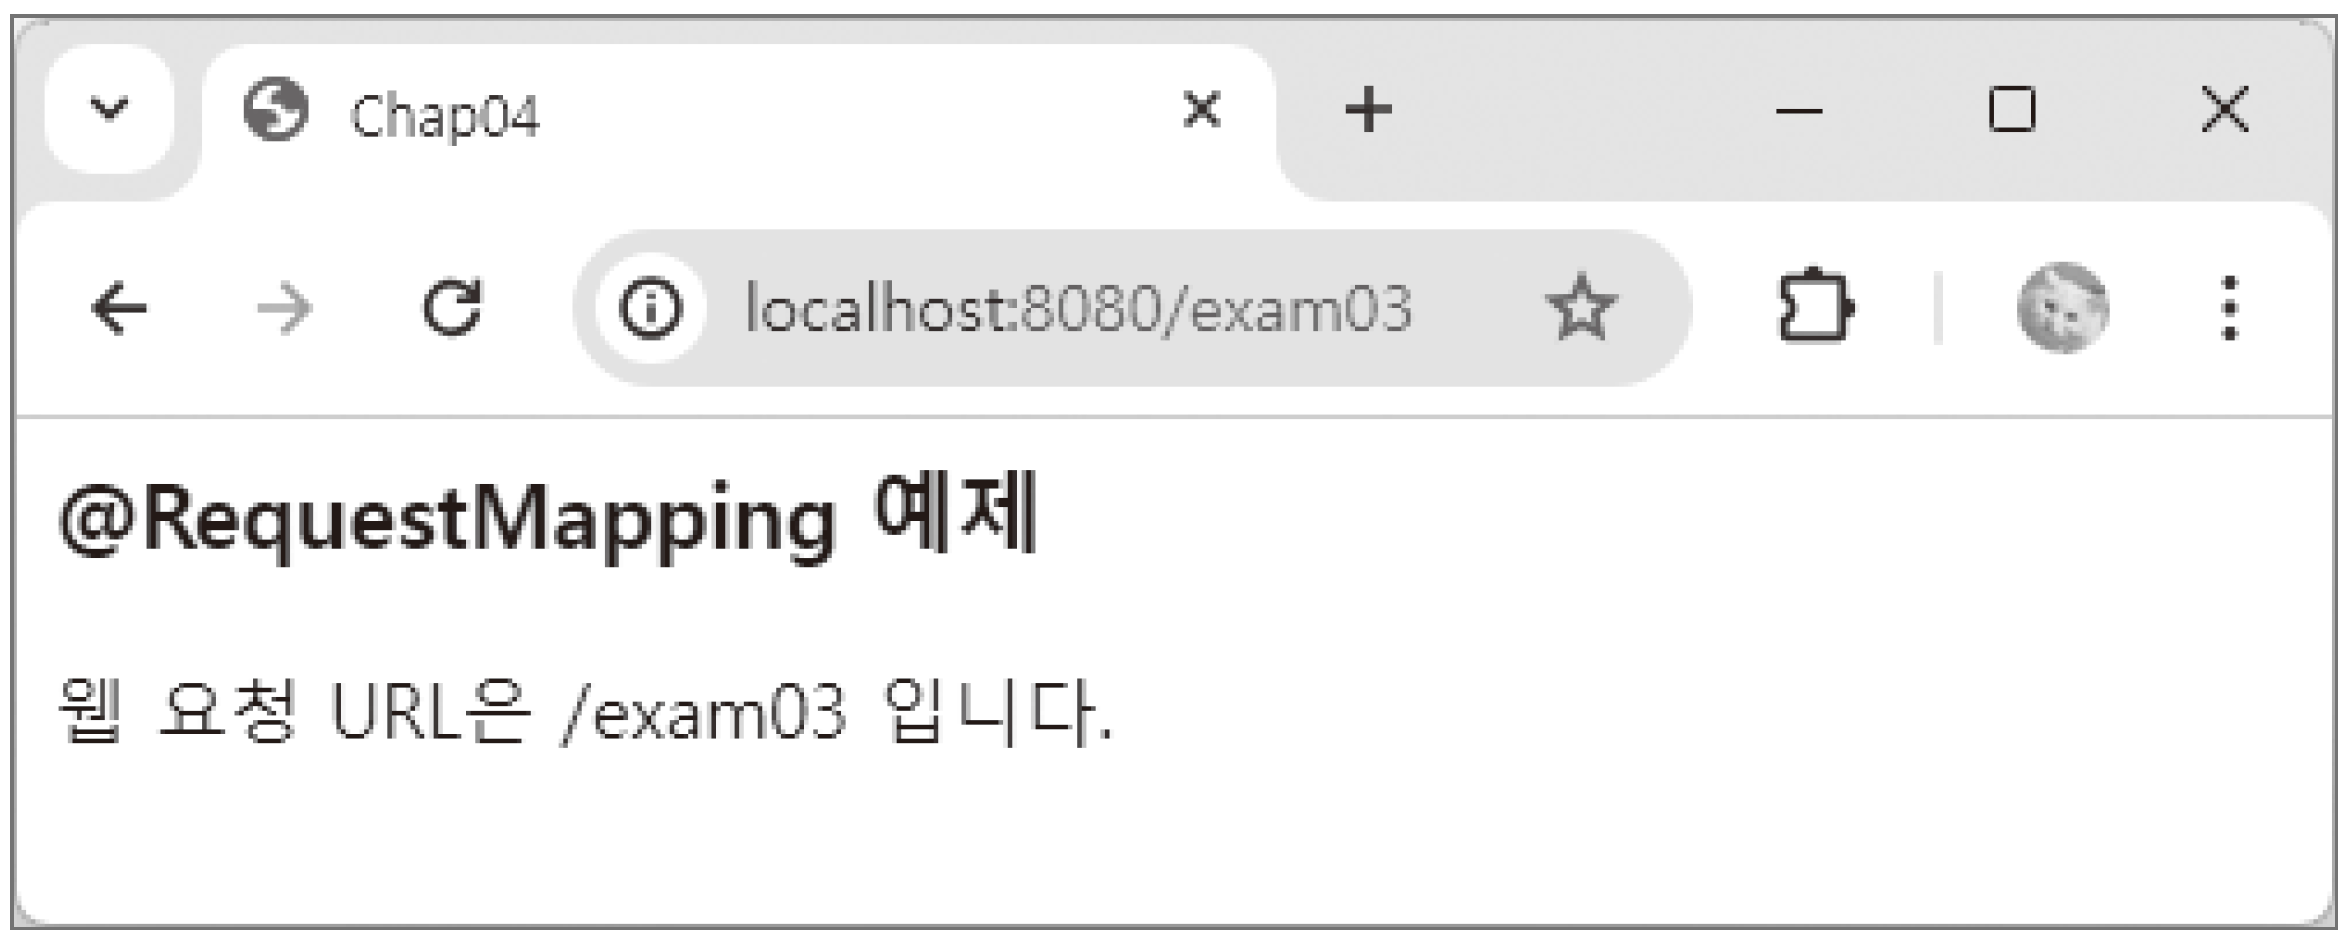 Chap04
localhost:8080/exam03
@RequestMapping 예제
웹 요청 URL은 /exam03 입니다.